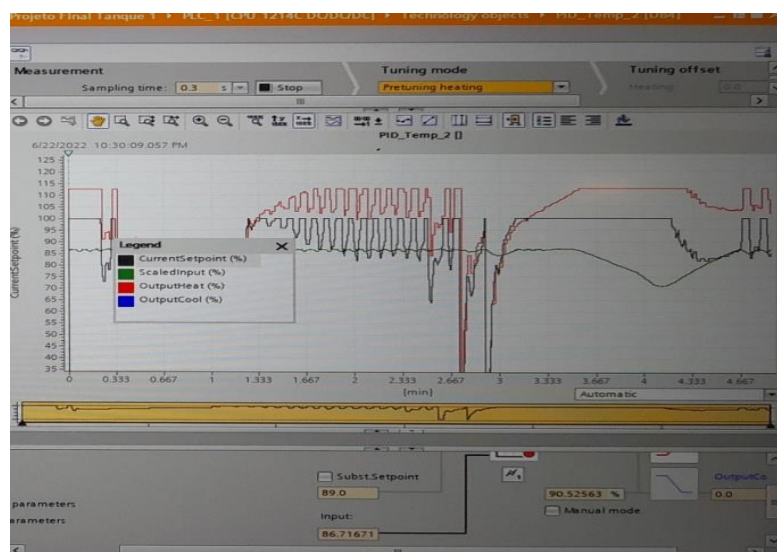 Projeto FInal Tanque 1 ▸ PLC_1 [CPU 1214C DC/DC/DC] ▸ Technology objects ▸ PID_Temp_2 [DB4]
Measurement Tuning mode Tuning offset
Sampling time: 0.3 s Stop Pretuning heating Heating: 0.0
PID_Temp_2 []
6/22/2022 10:30:09.057 PM
CurrentSetpoint (%)
125
120
115
110
105
100
95
90
85
80
75
70
65
60
55
50
45
40
35
Legend
CurrentSetpoint (%)
ScaledInput (%)
OutputHeat (%)
OutputCool (%)
0 0.333 0.667 1 1.333 1.667 2 2.333 2.667 3 3.333 3.667 4 4.333 4.667
[min]
Automatic
Subst.Setpoint
89.0
OutputCo
90.52563 % 0.0
Manual mode
parameters
arameters
Input:
86.71671